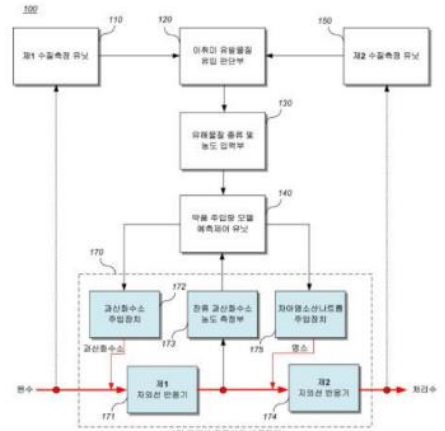 100
110
120
150
제1 수질측정 유닛
이취미 유발물질
유입 판단부
제2 수질측정 유닛
130
유해물질 종류 및
농도 입력부
140
약품 주입량 모델
예측제어 유닛
170
172
과산화수소
주입장치
173
잔류 과산화수소
농도 측정부
175
차아염소산나트륨
주입장치
과산화수소
염소
원수
제1
자외선 반응기
171
제2
자외선 반응기
174
처리수